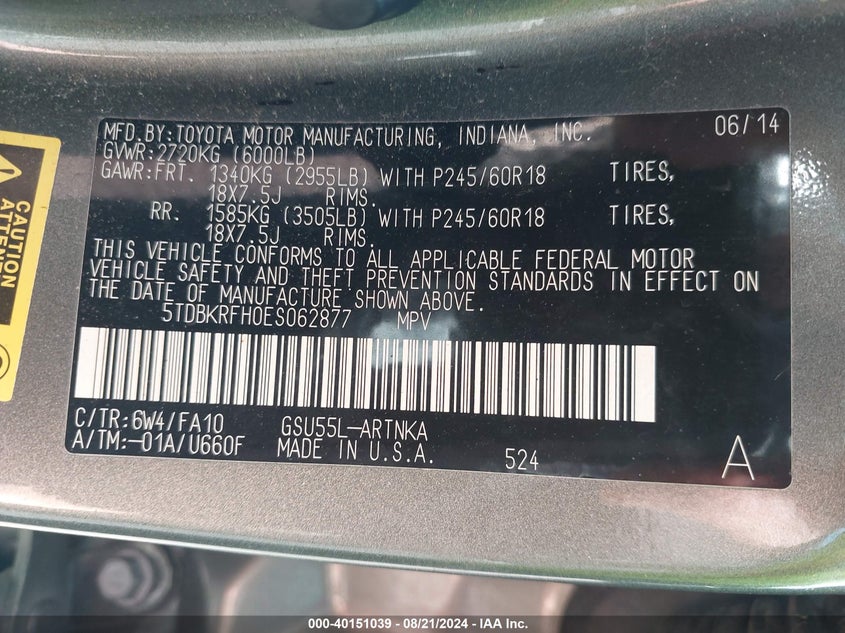 MFD.BY:TOYOTA MOTOR MANUFACTURING, INDIANA, INC. 06/14
GVWR:2720KG (6000LB)
GAWR:FRT. 1340KG (2955LB) WITH P245/60R18 TIRES,
18X7.5J RIMS.
RR. 1585KG (3505LB) WITH P245/60R18 TIRES,
18X7.5J RIMS.
THIS VEHICLE CONFORMS TO ALL APPLICABLE FEDERAL MOTOR
VEHICLE SAFETY AND THEFT PREVENTION STANDARDS IN EFFECT ON
THE DATE OF MANUFACTURE SHOWN ABOVE.
5TDBKRFH0ES062877 MPV
C/TR:6W4/FA10 GSU55L-ARTNKA
A/TM:-01A/U660F MADE IN U.S.A. 524 A
CAUTION
000-40151039 - 08/21/2024 - IAA Inc.